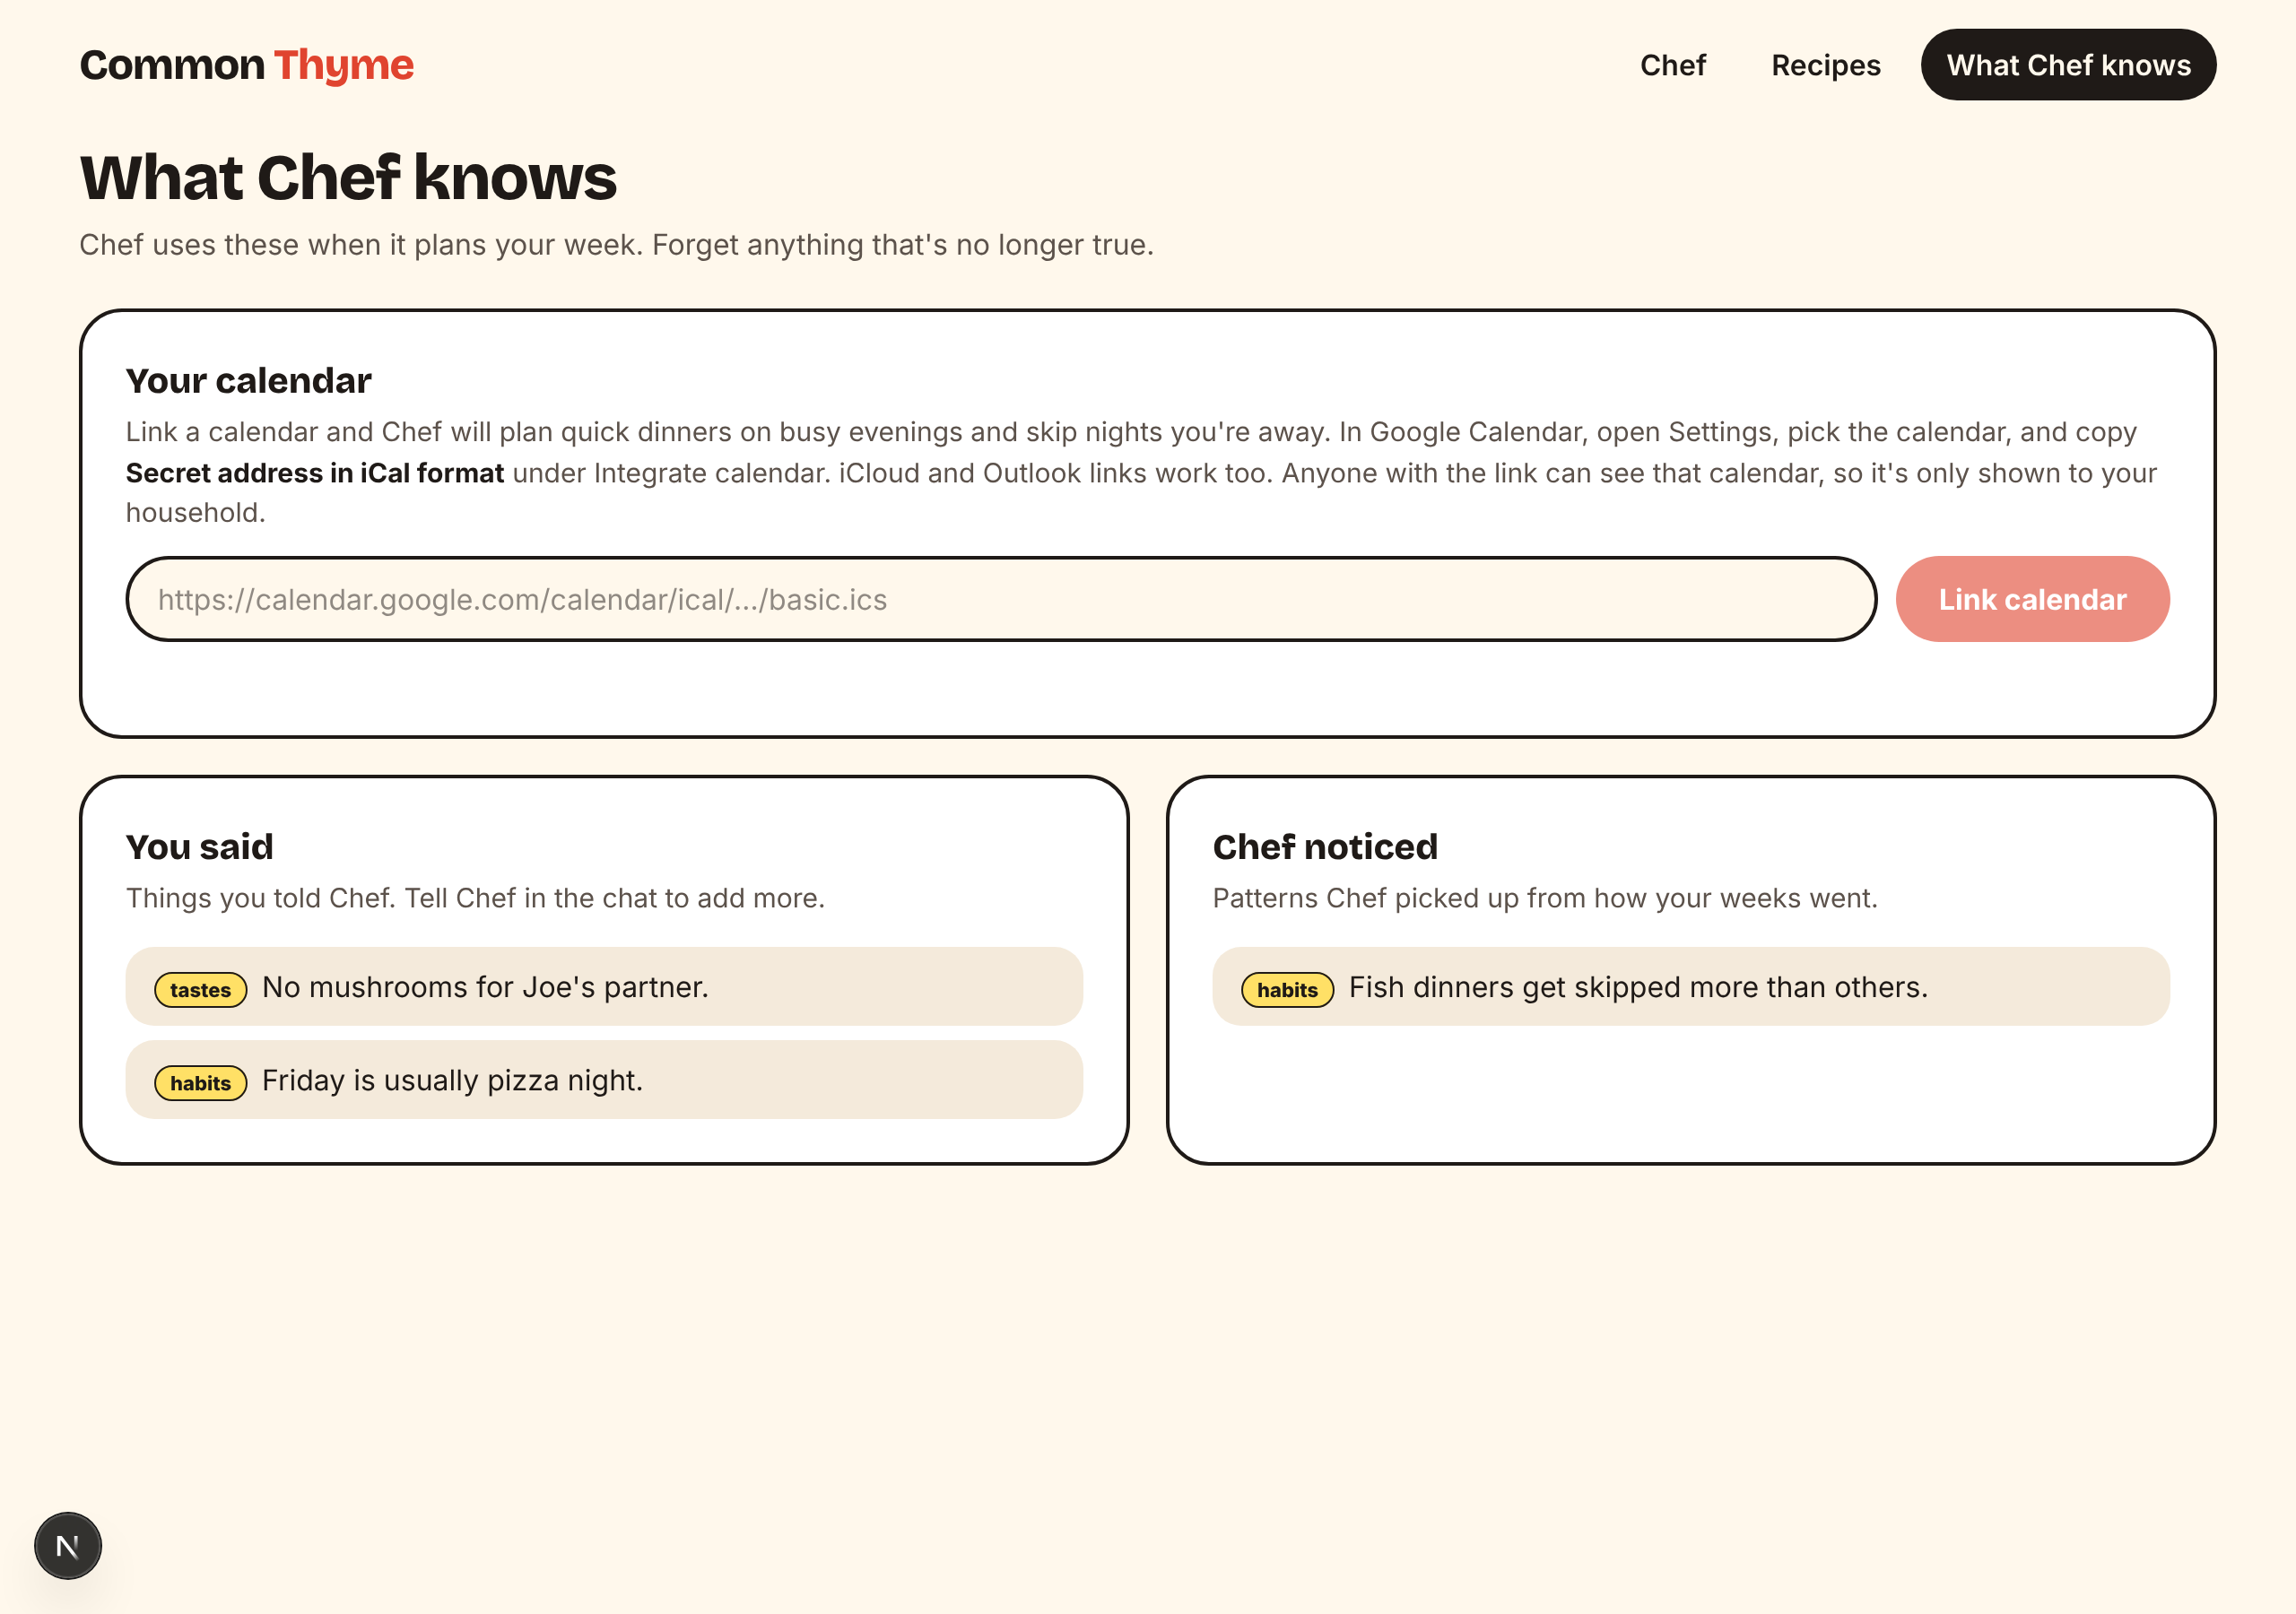 Common Thyme
Chef
Recipes
What Chef knows
What Chef knows
Chef uses these when it plans your week. Forget anything that's no longer true.
Your calendar
Link a calendar and Chef will plan quick dinners on busy evenings and skip nights you're away. In Google Calendar, open Settings, pick the calendar, and copy
Secret address in iCal format under Integrate calendar. iCloud and Outlook links work too. Anyone with the link can see that calendar, so it's only shown to your
household.
https://calendar.google.com/calendar/ical/.../basic.ics
Link calendar
You said
Things you told Chef. Tell Chef in the chat to add more.
tastes No mushrooms for Joe's partner.
habits Friday is usually pizza night.
Chef noticed
Patterns Chef picked up from how your weeks went.
habits Fish dinners get skipped more than others.
N